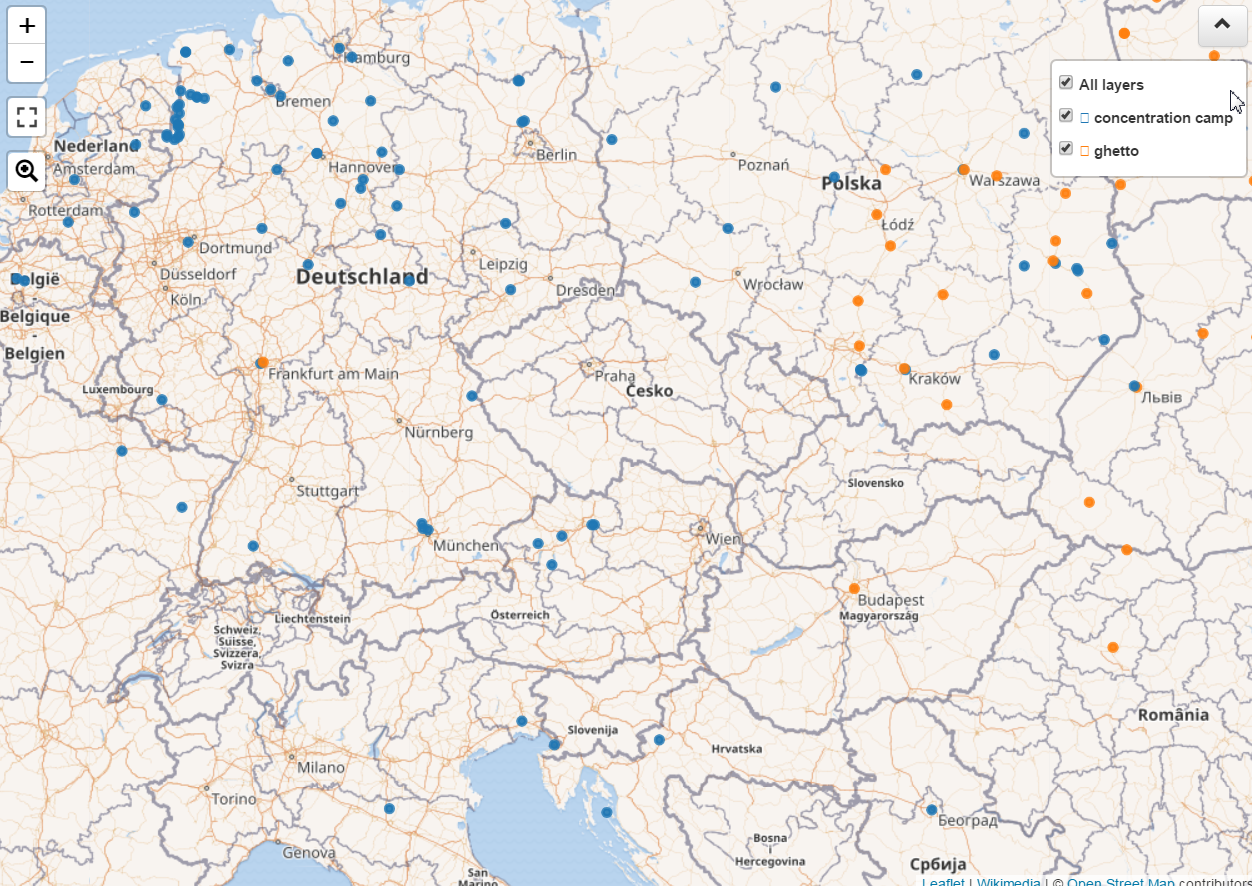 +
−
All layers
concentration camp
ghetto
Hamburg
Bremen
Nederland
Amsterdam
Rotterdam
Hannover
Berlin
Poznań
Polska
Warszawa
Łódź
Dortmund
Düsseldorf
Köln
Deutschland
Leipzig
Dresden
Wrocław
België
-
Belgique
-
Belgien
Luxembourg
Frankfurt am Main
Praha
Česko
Kraków
Львів
Nürnberg
Stuttgart
Slovensko
München
Wien
Liechtenstein
Österreich
Budapest
Magyarország
Schweiz,
Suisse,
Svizzera,
Svizra
România
Slovenija
Hrvatska
Milano
Torino
Genova
Београд
Bosna
i
Hercegovina
Србија
San
Marino
Leaflet | Wikimedia | © Open Street Map contributors